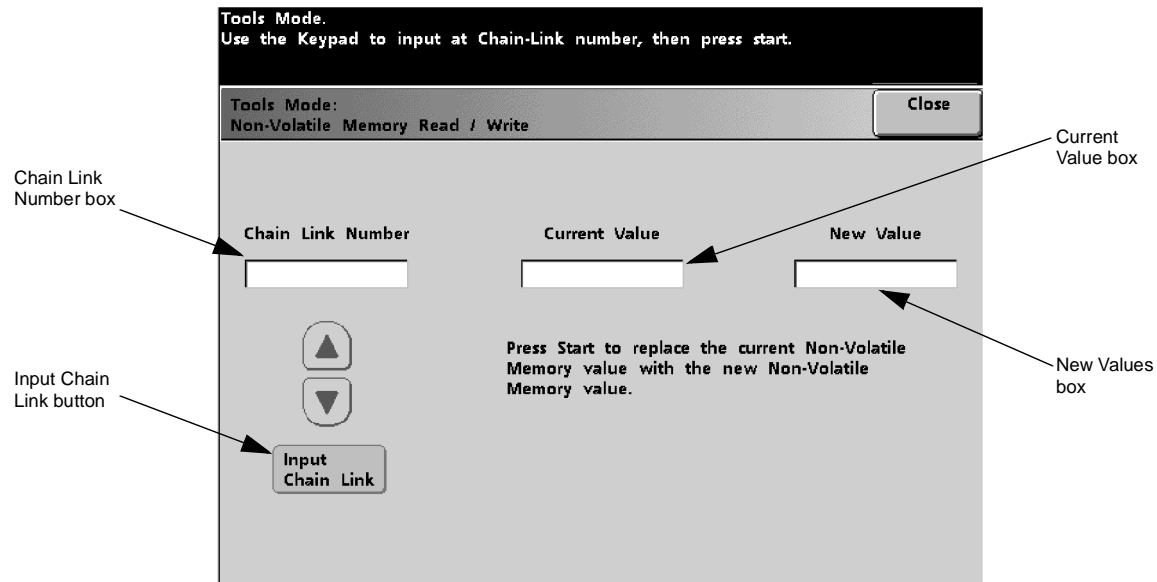 Tools Mode.
Use the Keypad to input at Chain-Link number, then press start.
Tools Mode:
Non-Volatile Memory Read / Write
Close
Current
Value box
Chain Link
Number box
Chain Link Number
Current Value
New Value
Press Start to replace the current Non-Volatile
Memory value with the new Non-Volatile
Memory value.
New Values
box
Input Chain
Link button
Input
Chain Link